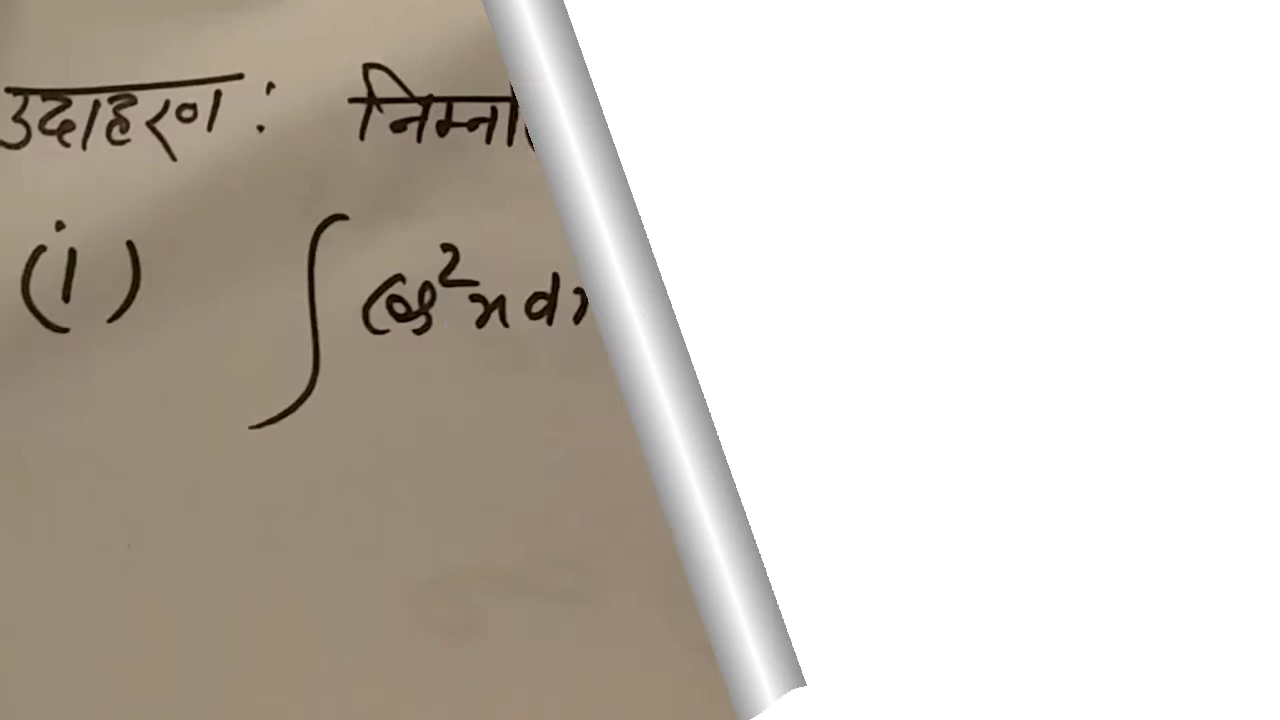 उदाहरण : निम्ना
(i) ∫ cos²x dx